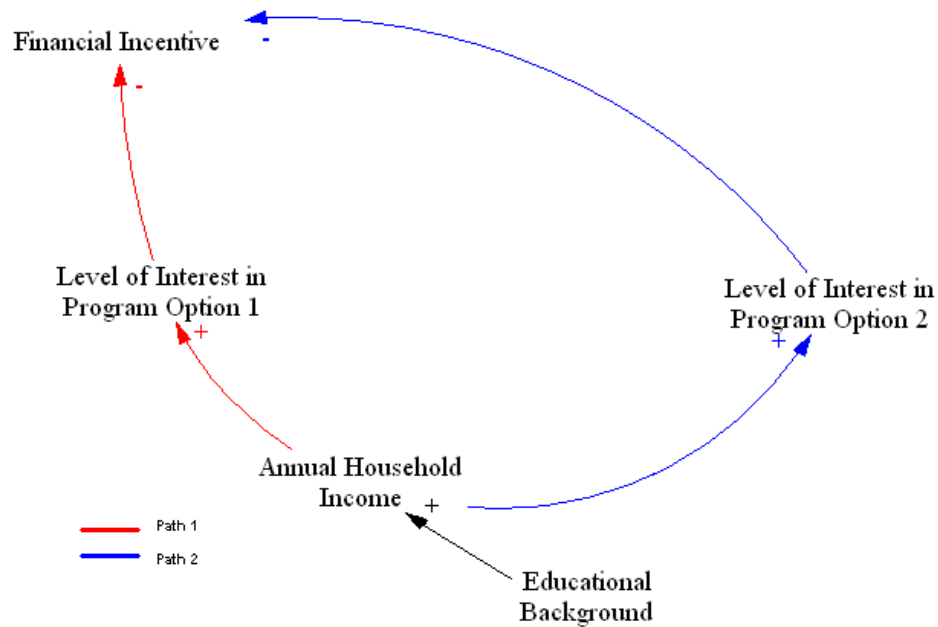 Financial Incentive
-
-
Level of Interest in
Program Option 1
+
Level of Interest in
Program Option 2
+
Annual Household
Income
+
Path 1
Path 2
Educational
Background